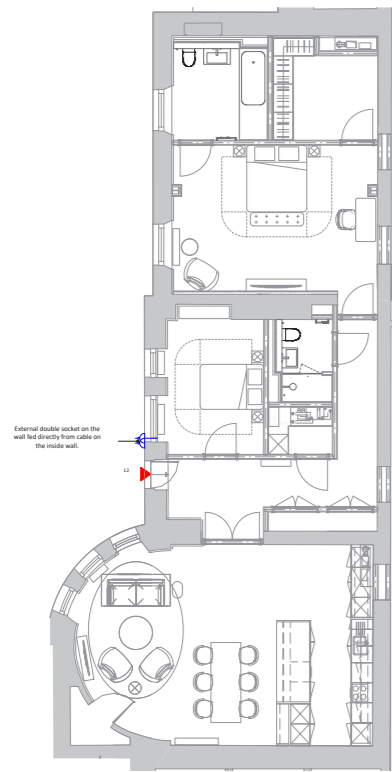 External double socket on the
wall fed directly from cable on
the inside wall.
12